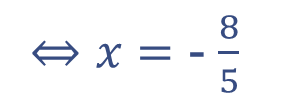 ⇔ x = - 8/5